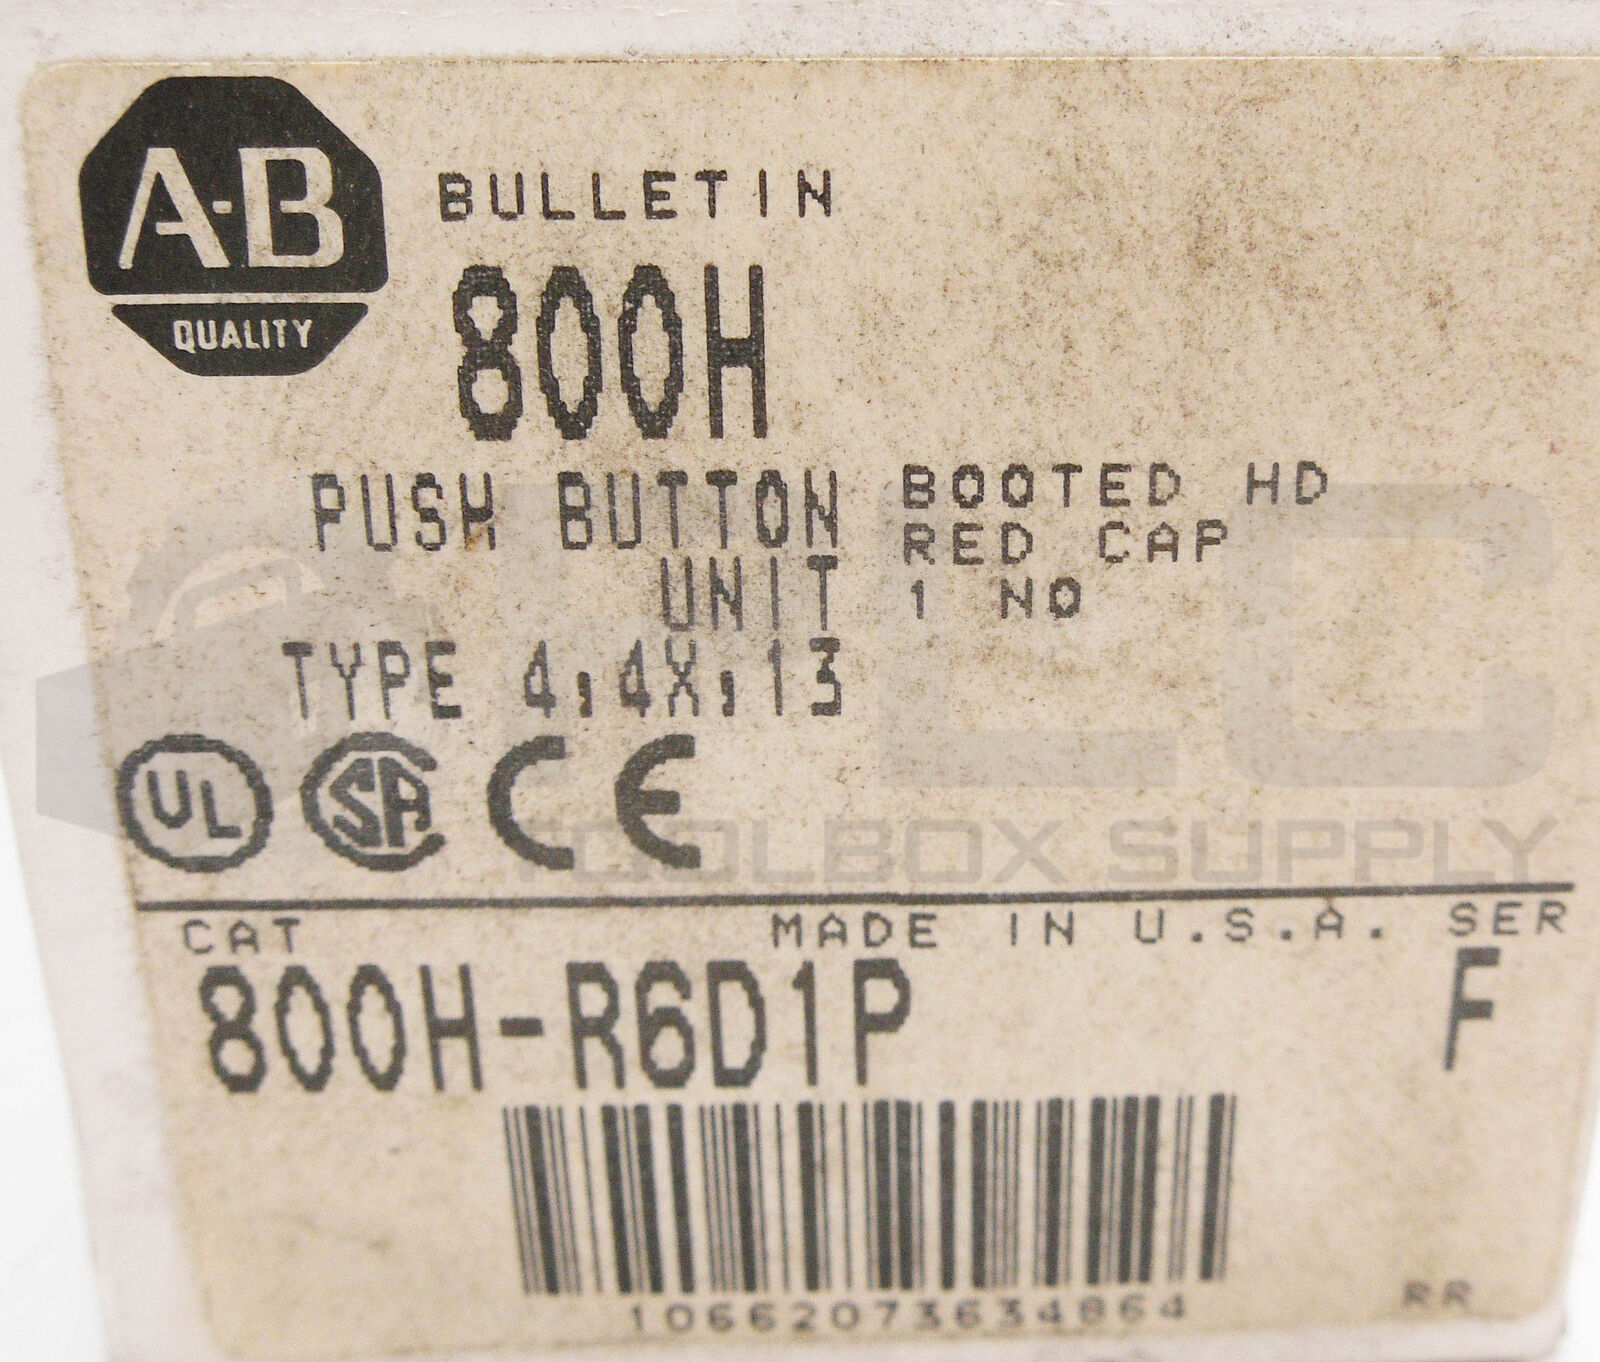 A-B
QUALITY
BULLETIN
800H
PUSH BUTTON
UNIT
TYPE 4,4X,13
BOOTED HD
RED CAP
1 NO
UL
SA
CE
TOOLBOX SUPPLY
CAT
MADE IN U.S.A.
SER
800H-R6D1P
F
10662073634864
RR